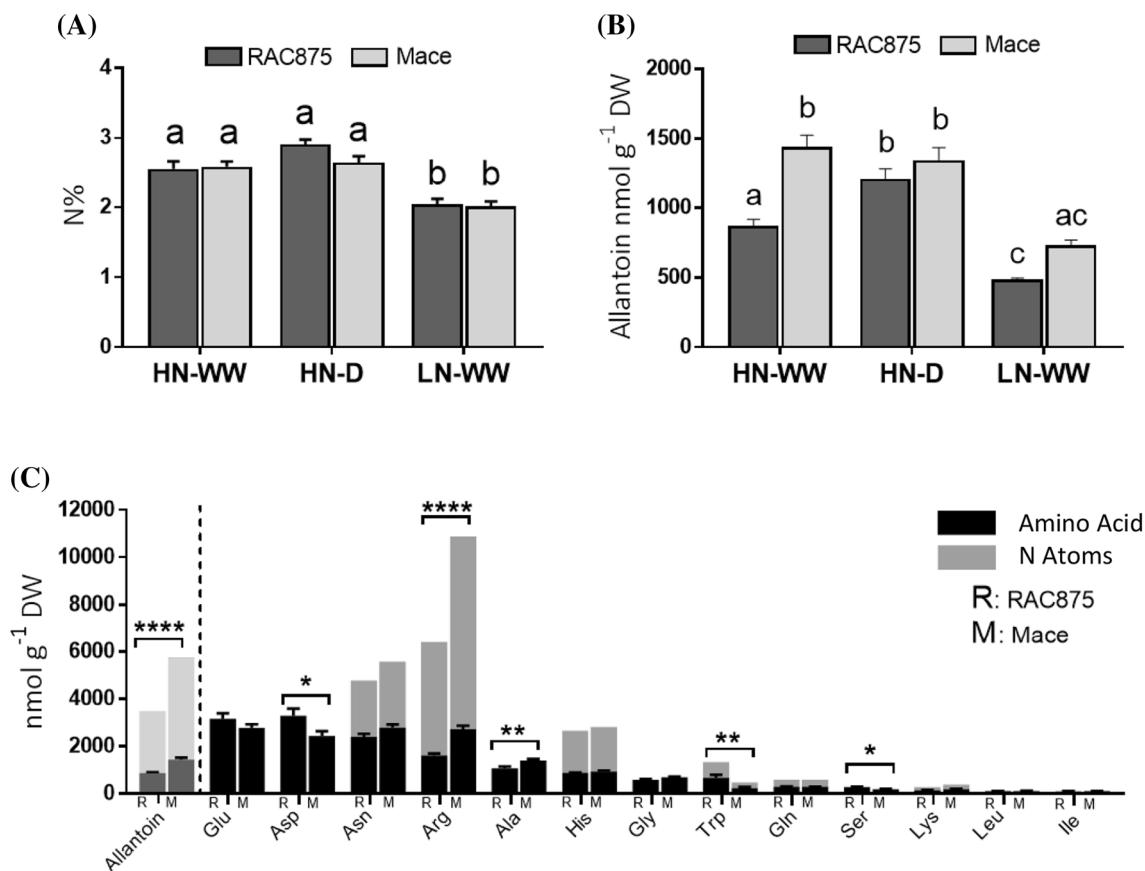 (A)
RAC875 Mace
N%
4
3
2
1
0
a a a a b b
HN-WW HN-D LN-WW
(B)
RAC875 Mace
Allantoin nmol g-1 DW
2000
1500
1000
500
0
a b b b c ac
HN-WW HN-D LN-WW
(C)
nmol g-1 DW
12000
10000
8000
6000
4000
2000
0
**** * **** ** ** *
Amino Acid
N Atoms
R: RAC875
M: Mace
R M R M R M R M R M R M R M R M R M R M R M R M R M R M
Allantoin Glu Asp Asn Arg Ala His Gly Trp Gln Ser Lys Leu Ile